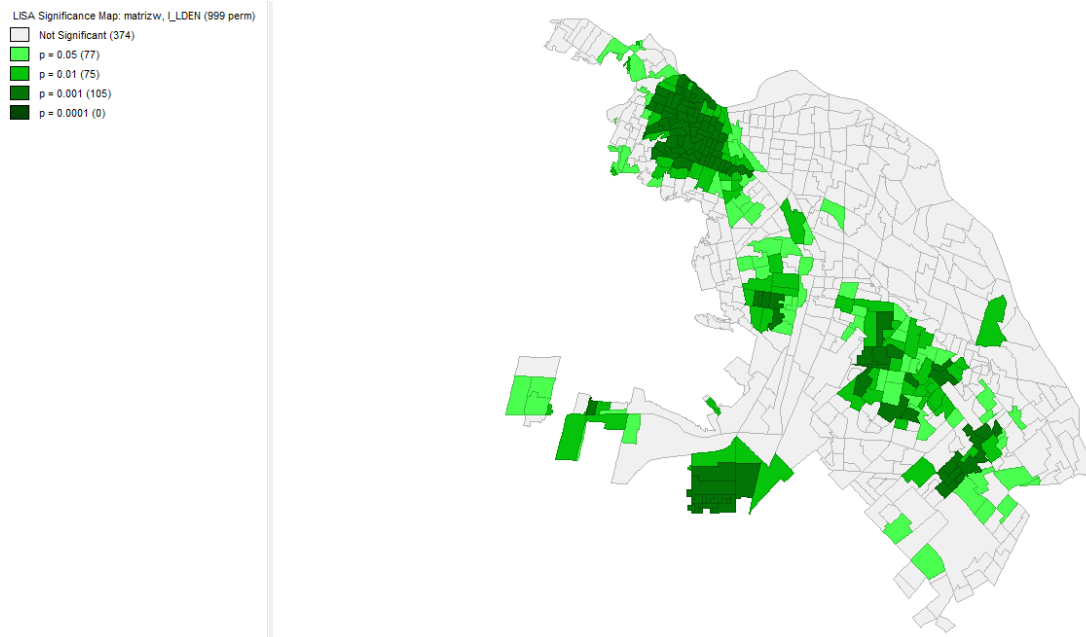 LISA Significance Map: matrizw, I_LDEN (999 perm)
Not Significant (374)
p = 0.05 (77)
p = 0.01 (75)
p = 0.001 (105)
p = 0.0001 (0)